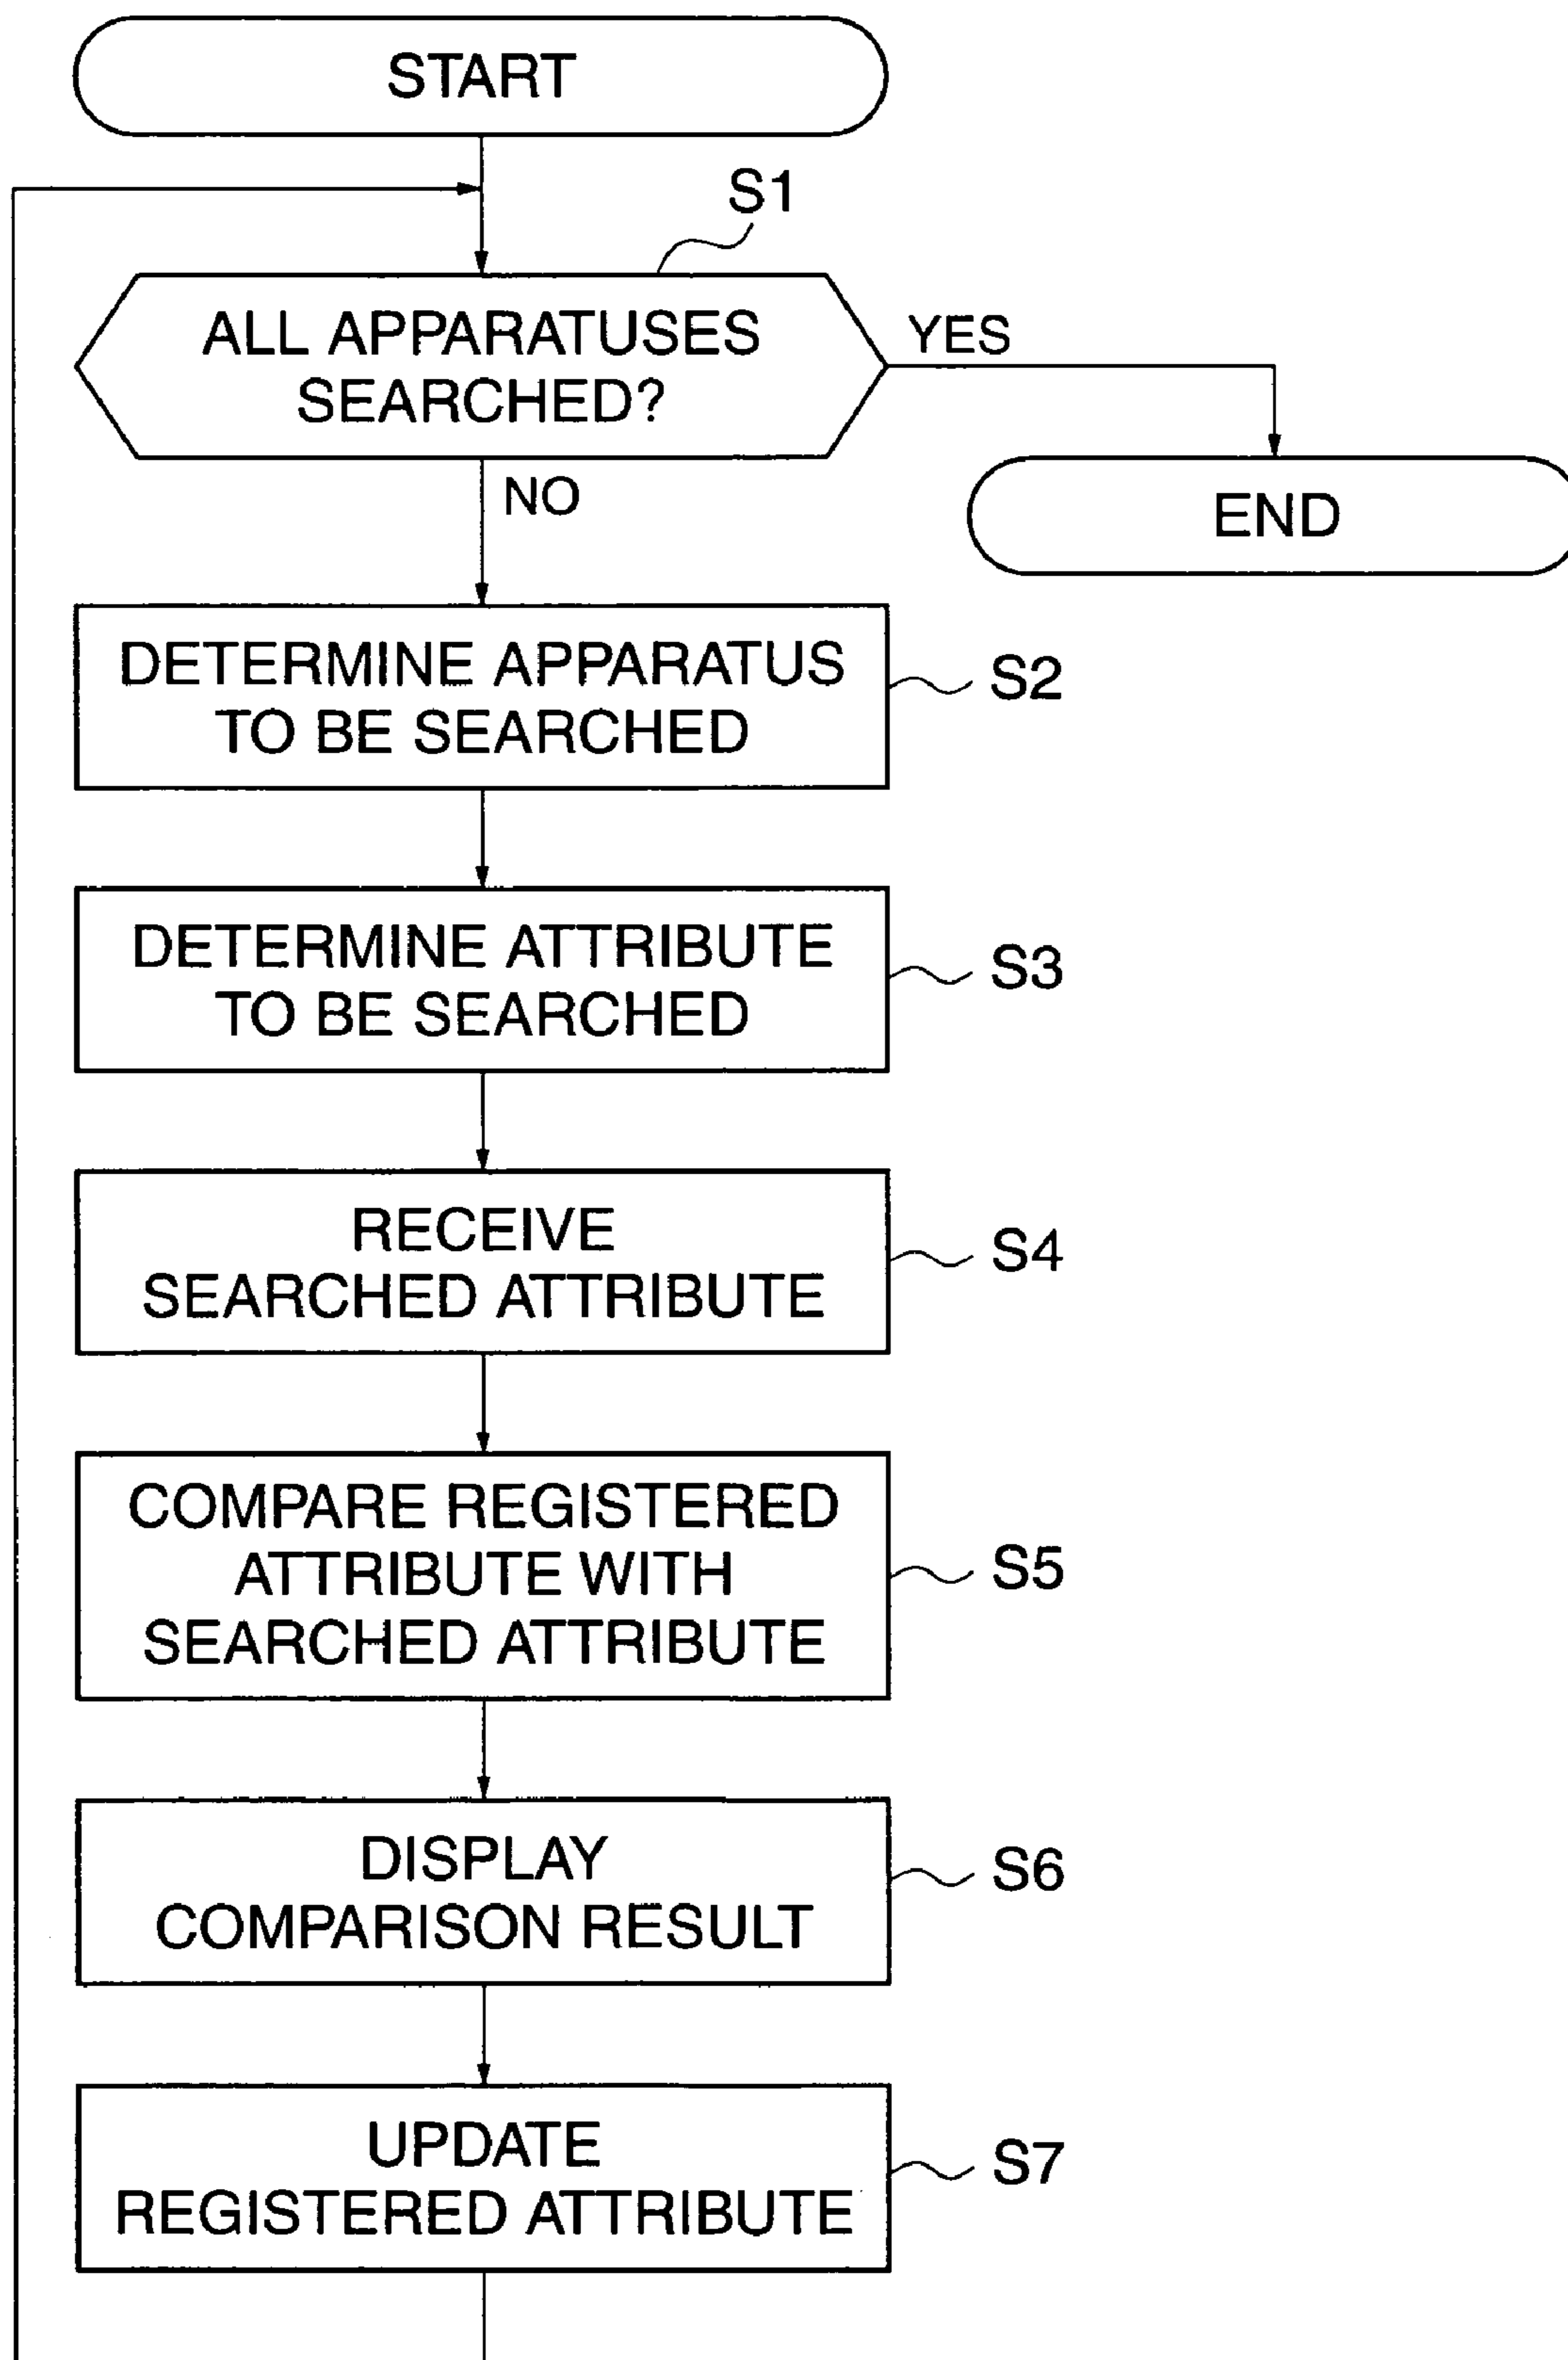 START
S1
ALL APPARATUSES
SEARCHED?
YES
NO
END
DETERMINE APPARATUS
TO BE SEARCHED
S2
DETERMINE ATTRIBUTE
TO BE SEARCHED
S3
RECEIVE
SEARCHED ATTRIBUTE
S4
COMPARE REGISTERED
ATTRIBUTE WITH
SEARCHED ATTRIBUTE
S5
DISPLAY
COMPARISON RESULT
S6
UPDATE
REGISTERED ATTRIBUTE
S7